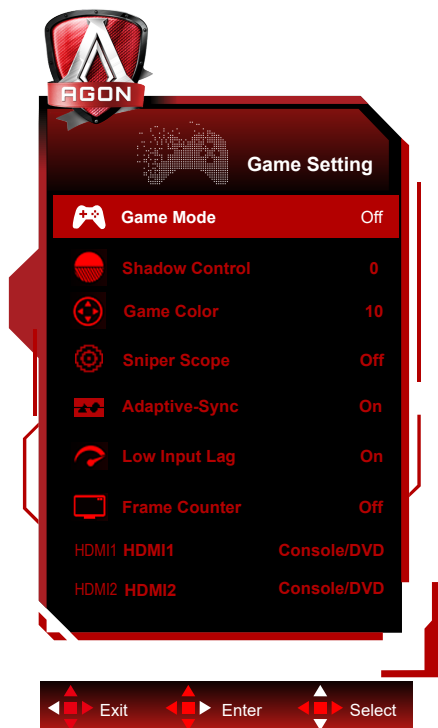 AGON
Game Setting
Game Mode Off
Shadow Control 0
Game Color 10
Sniper Scope Off
Adaptive-Sync On
Low Input Lag On
Frame Counter Off
HDMI1 HDMI1 Console/DVD
HDMI2 HDMI2 Console/DVD
Exit Enter Select